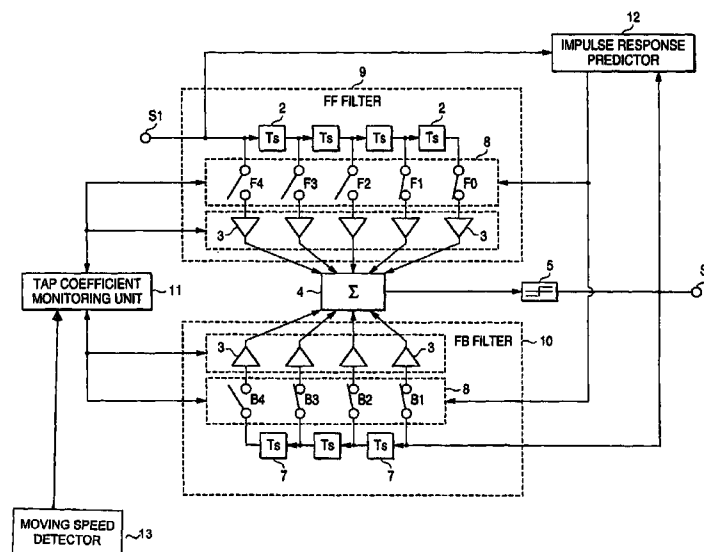 12
IMPULSE RESPONSE
PREDICTOR
9
FF FILTER
S1
2
2
Ts
Ts
Ts
Ts
8
F4
F3
F2
F1
F0
3
3
TAP COEFFICIENT
MONITORING UNIT
11
4
Σ
5
S
3
3
FB FILTER
10
B4
B3
B2
B1
8
Ts
Ts
Ts
7
7
MOVING SPEED
DETECTOR
13